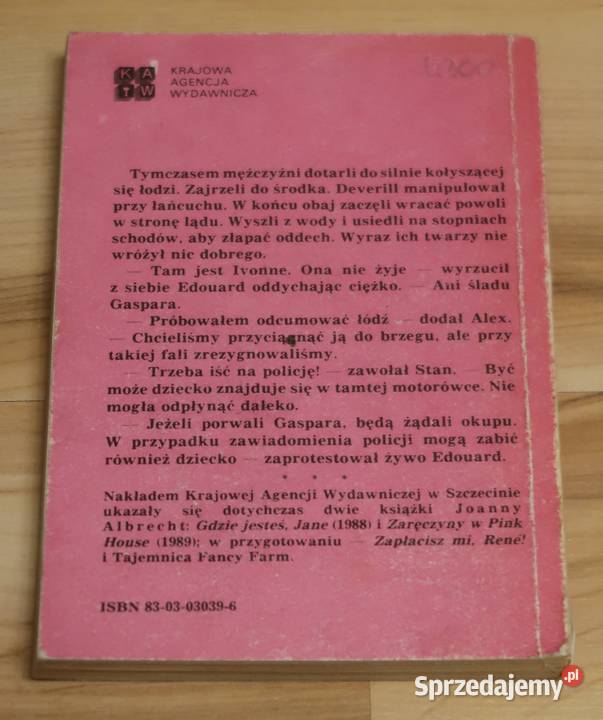 KA
TW
KRAJOWA
AGENCJA
WYDAWNICZA
Tymczasem mężczyźni dotarli do silnie kołyszącej
się łodzi. Zajrzeli do środka. Deverill manipulował
przy łańcuchu. W końcu obaj zaczęli wracać powoli
w stronę lądu. Wyszli z wody i usiedli na stopniach
schodów, aby złapać oddech. Wyraz ich twarzy nie
wróżył nic dobrego.
— Tam jest Ivonne. Ona nie żyje — wyrzucił
z siebie Edouard oddychając ciężko. — Ani śladu
Gaspara.
— Próbowałem odcumować łódź — dodał Alex.
— Chcieliśmy przyciągnąć ją do brzegu, ale przy
takiej fali zrezygnowaliśmy.
— Trzeba iść na policję! — zawołał Stan. — Być
może dziecko znajduje się w tamtej motorówce. Nie
mogła odpłynąć daleko.
— Jeżeli porwali Gaspara, będą żądali okupu.
W przypadku zawiadomienia policji mogą zabić
również dziecko — zaprotestował żywo Edouard.
* * *
Nakładem Krajowej Agencji Wydawniczej w Szczecinie
ukazały się dotychczas dwie książki Joanny
Albrecht: Gdzie jesteś, Jane (1988) i Zaręczyny w Pink
House (1989); w przygotowaniu — Zapłacisz mi, René!
i Tajemnica Fancy Farm.
ISBN 83-03-03039-6
Sprzedajemy.pl